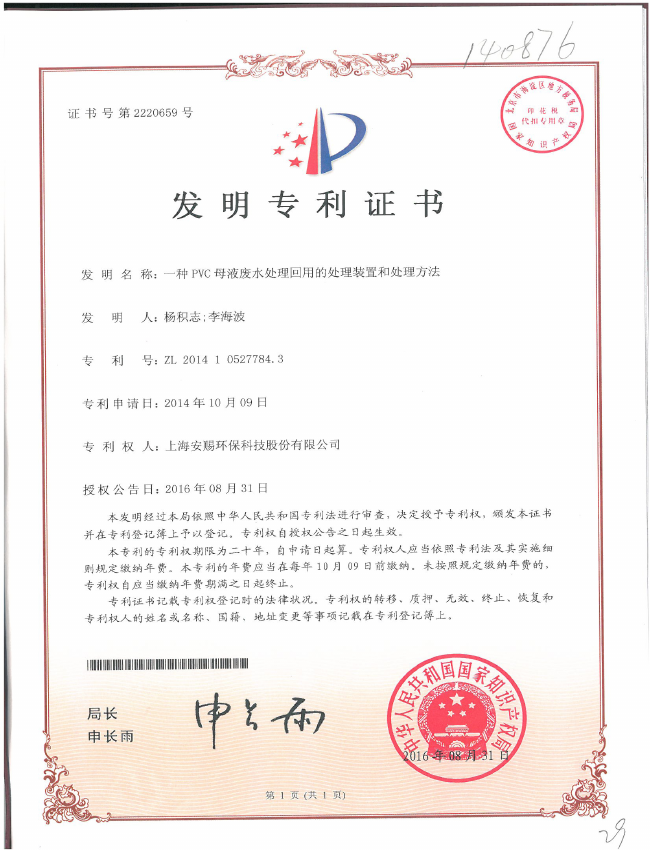 140876
证书号第2220659号
北京市海淀区地方税务局
印花税
代扣专用章
国家知识产权局
发明专利证书
发明名称：一种PVC母液废水处理回用的处理装置和处理方法
发明人：杨积志;李海波
专利号：ZL 2014 1 0527784.3
专利申请日：2014年10月09日
专利权人：上海安赐环保科技股份有限公司
授权公告日：2016年08月31日
本发明经过本局依照中华人民共和国专利法进行审查，决定授予专利权，颁发本证书
并在专利登记簿上予以登记。专利权自授权公告之日起生效。
本专利的专利权期限为二十年，自申请日起算。专利权人应当依照专利法及其实施细
则规定缴纳年费。本专利的年费应当在每年10月09日前缴纳。未按照规定缴纳年费的，
专利权自应当缴纳年费期满之日起终止。
专利证书记载专利权登记时的法律状况。专利权的转移、质押、无效、终止、恢复和
专利权人的姓名或名称、国籍、地址变更等事项记载在专利登记簿上。
局长
申长雨
申长雨
中华人民共和国国家知识产权局
2016年08月31日
第1页(共1页)
29